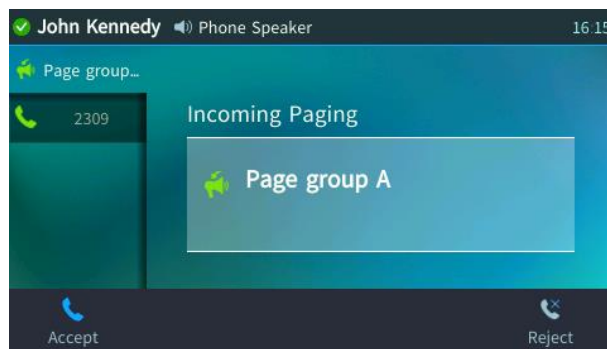 John Kennedy Phone Speaker 16:15
Page group...
2309
Incoming Paging
Page group A
Accept Reject